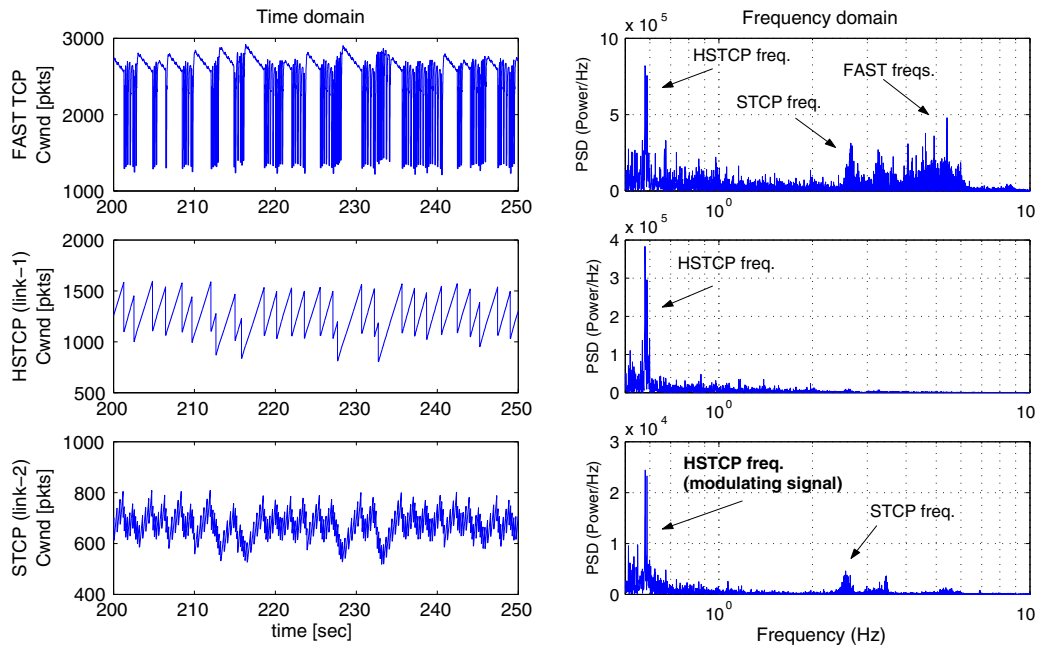 Time domain
FAST TCP
Cwnd [pkts]
3000
2000
1000
200
210
220
230
240
250
HSTCP (link−1)
Cwnd [pkts]
2000
1500
1000
500
200
210
220
230
240
250
STCP (link−2)
Cwnd [pkts]
1000
800
600
400
200
210
220
230
240
250
time [sec]
Frequency domain
x 10^5
PSD (Power/Hz)
10
5
0
HSTCP freq.
STCP freq.
FAST freqs.
10^0
10
x 10^5
PSD (Power/Hz)
4
3
2
1
0
HSTCP freq.
10^0
10
x 10^4
PSD (Power/Hz)
3
2
1
0
HSTCP freq.
(modulating signal)
STCP freq.
10^0
10
Frequency (Hz)